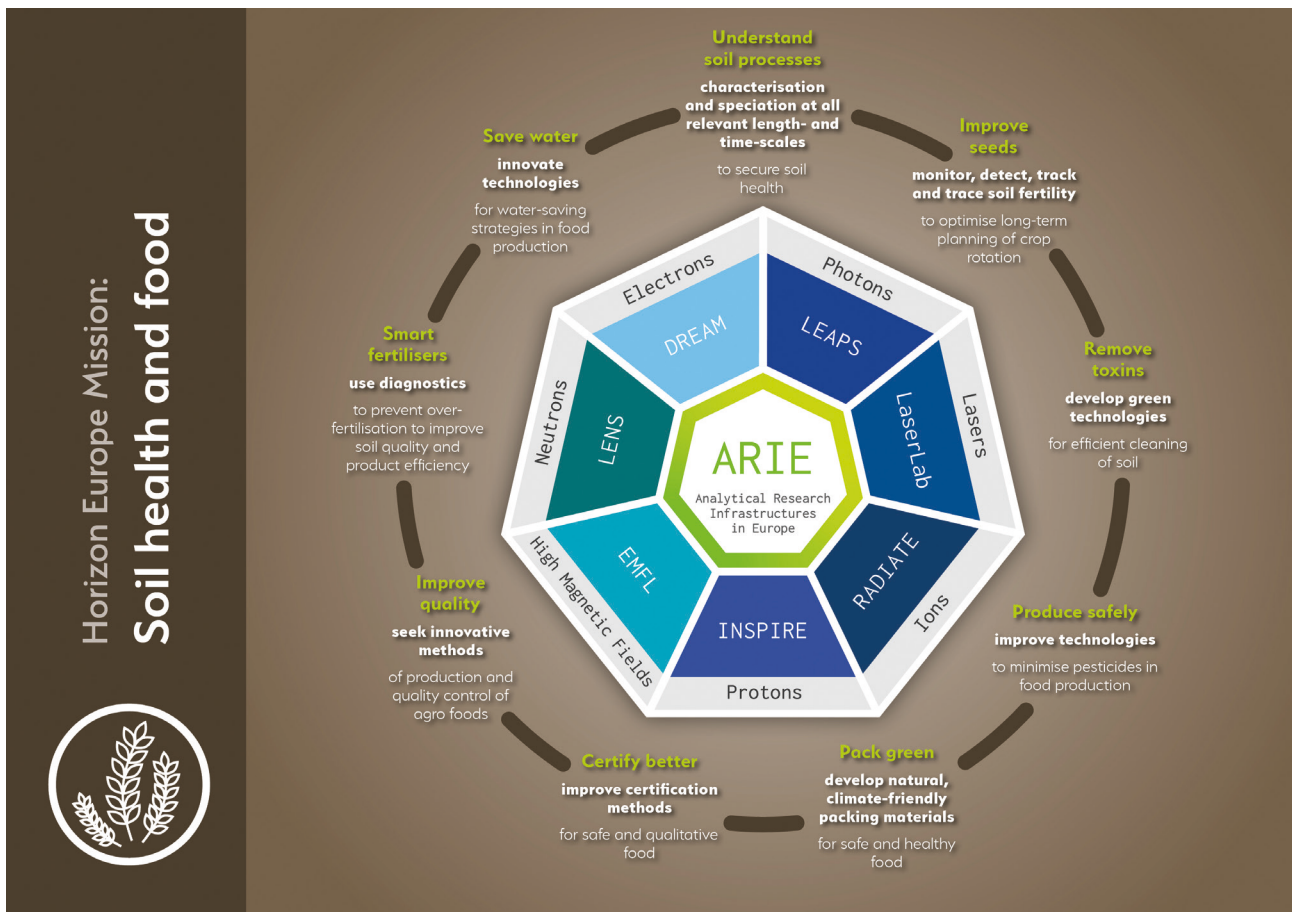 Horizon Europe Mission:
Soil health and food
Understand
soil processes
characterisation
and speciation at all
relevant length- and
time-scales
to secure soil
health
Improve
seeds
monitor, detect, track
and trace soil fertility
to optimise long-term
planning of crop
rotation
Remove
toxins
develop green
technologies
for efficient cleaning
of soil
Produce safely
improve technologies
to minimise pesticides in
food production
Pack green
develop natural,
climate-friendly
packing materials
for safe and healthy
food
Certify better
improve certification
methods
for safe and qualitative
food
Improve
quality
seek innovative
methods
of production and
quality control of
agro foods
Smart
fertilisers
use diagnostics
to prevent over-
fertilisation to improve
soil quality and
product efficiency
Save water
innovate
technologies
for water-saving
strategies in food
production
Electrons
DREAM
Photons
LEAPS
Lasers
LaserLab
Ions
RADIATE
Protons
INSPIRE
High Magnetic Fields
EMFL
Neutrons
LENS
ARIE
Analytical Research
Infrastructures
in Europe